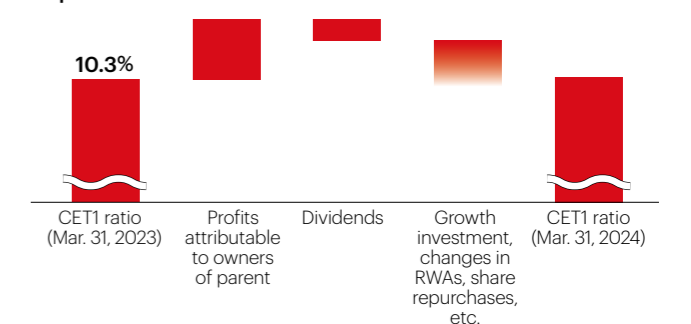 10.3%
CET1 ratio
(Mar. 31, 2023)
Profits
attributable
to owners
of parent
Dividends
Growth
investment,
changes in
RWAs, share
repurchases,
etc.
CET1 ratio
(Mar. 31, 2024)